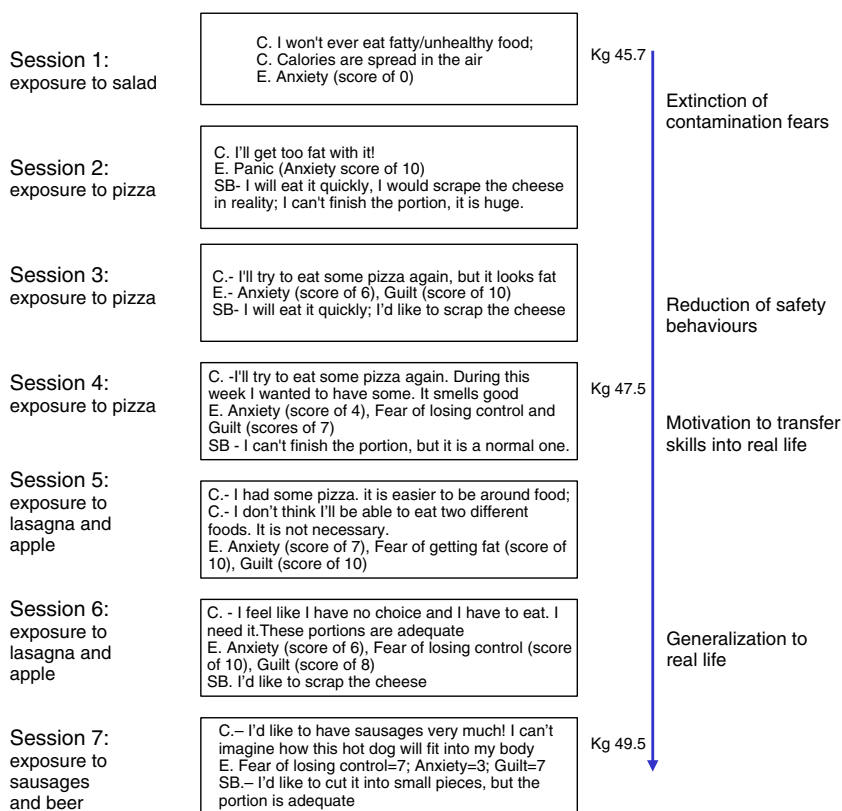 Session 1:
exposure to salad
C. I won't ever eat fatty/unhealthy food;
C. Calories are spread in the air
E. Anxiety (score of 0)
Kg 45.7
Extinction of
contamination fears
Session 2:
exposure to pizza
C. I'll get too fat with it!
E. Panic (Anxiety score of 10)
SB- I will eat it quickly, I would scrape the cheese
in reality; I can't finish the portion, it is huge.
Session 3:
exposure to pizza
C.- I'll try to eat some pizza again, but it looks fat
E.- Anxiety (score of 6), Guilt (score of 10)
SB- I will eat it quickly; I'd like to scrap the cheese
Reduction of safety
behaviours
Session 4:
exposure to pizza
C. -I'll try to eat some pizza again. During this
week I wanted to have some. It smells good
E. Anxiety (score of 4), Fear of losing control and
Guilt (scores of 7)
SB - I can't finish the portion, but it is a normal one.
Kg 47.5
Motivation to transfer
skills into real life
Session 5:
exposure to
lasagna and
apple
C.- I had some pizza. it is easier to be around food;
C.- I don't think I'll be able to eat two different
foods. It is not necessary.
E. Anxiety (score of 7), Fear of getting fat (score of
10), Guilt (score of 10)
Session 6:
exposure to
lasagna and
apple
C. - I feel like I have no choice and I have to eat. I
need it.These portions are adequate
E. Anxiety (score of 6), Fear of losing control (score
of 10), Guilt (score of 8)
SB. I'd like to scrap the cheese
Generalization to
real life
Session 7:
exposure to
sausages
and beer
C.– I'd like to have sausages very much! I can't
imagine how this hot dog will fit into my body
E. Fear of losing control=7; Anxiety=3; Guilt=7
SB.– I'd like to cut it into small pieces, but the
portion is adequate
Kg 49.5